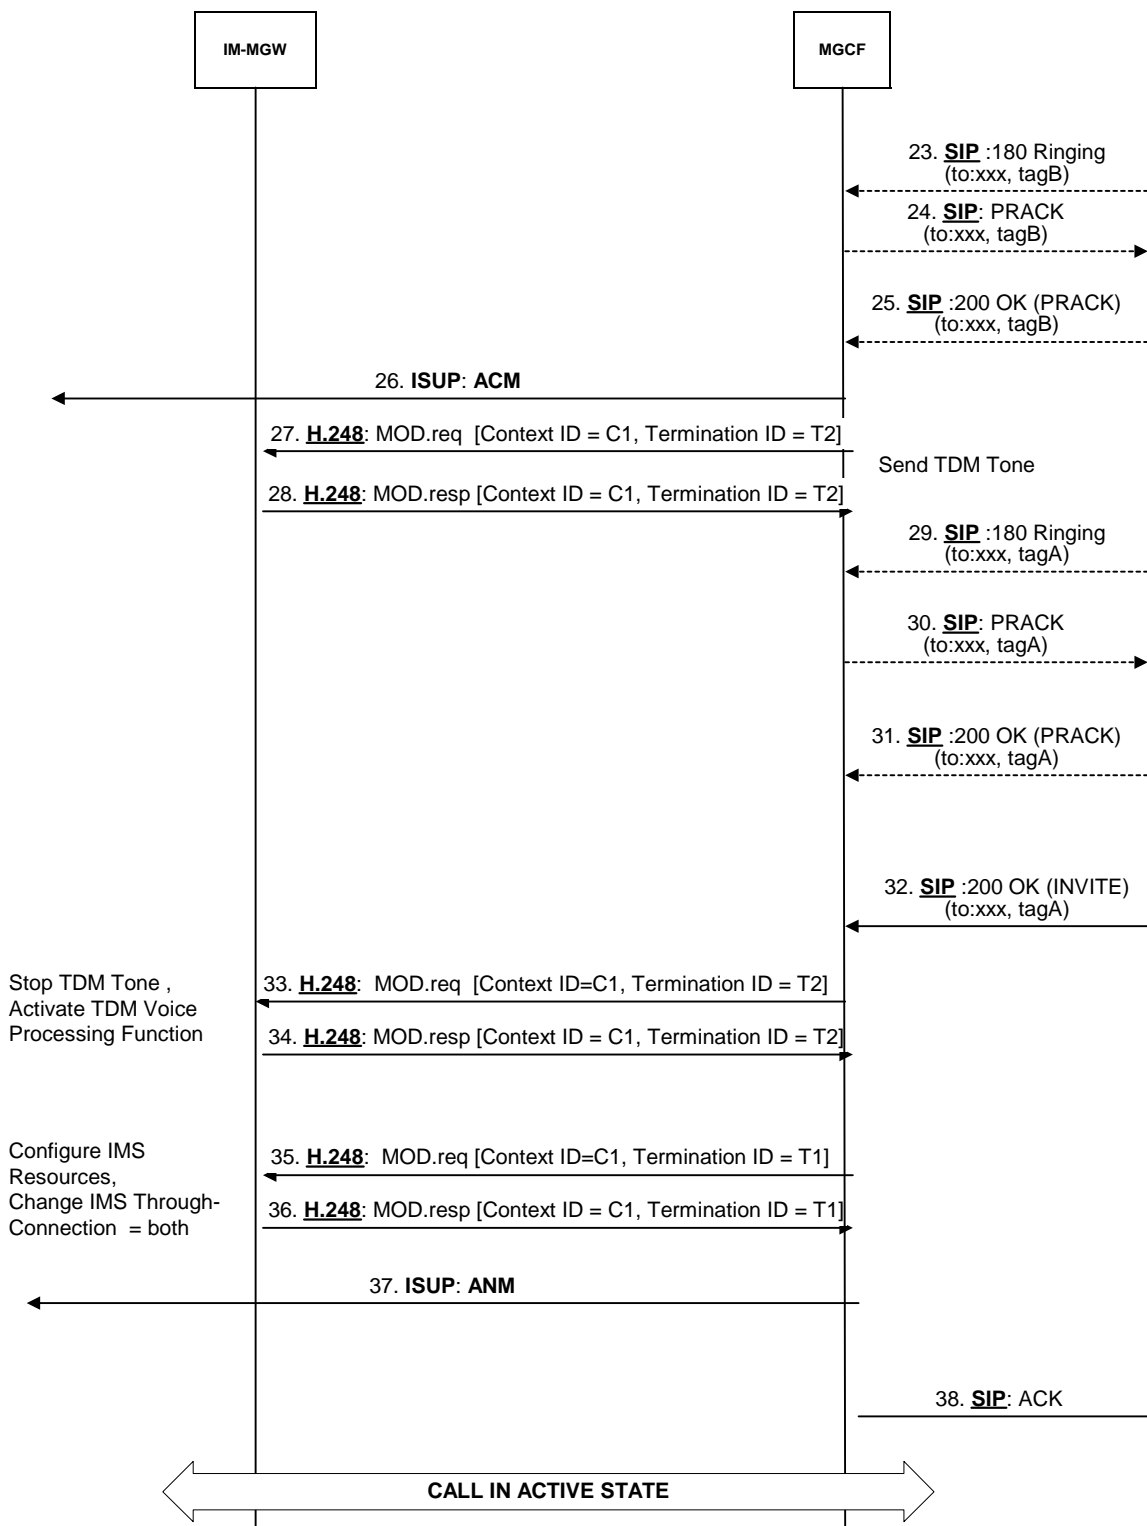 IM-MGW
MGCF
23. SIP :180 Ringing
(to:xxx, tagB)
24. SIP: PRACK
(to:xxx, tagB)
25. SIP :200 OK (PRACK)
(to:xxx, tagB)
26. ISUP: ACM
27. H.248: MOD.req [Context ID = C1, Termination ID = T2]
Send TDM Tone
28. H.248: MOD.resp [Context ID = C1, Termination ID = T2]
29. SIP :180 Ringing
(to:xxx, tagA)
30. SIP: PRACK
(to:xxx, tagA)
31. SIP :200 OK (PRACK)
(to:xxx, tagA)
32. SIP :200 OK (INVITE)
(to:xxx, tagA)
Stop TDM Tone ,
Activate TDM Voice
Processing Function
33. H.248: MOD.req [Context ID=C1, Termination ID = T2]
34. H.248: MOD.resp [Context ID = C1, Termination ID = T2]
Configure IMS
Resources,
Change IMS Through-
Connection = both
35. H.248: MOD.req [Context ID=C1, Termination ID = T1]
36. H.248: MOD.resp [Context ID = C1, Termination ID = T1]
37. ISUP: ANM
38. SIP: ACK
CALL IN ACTIVE STATE